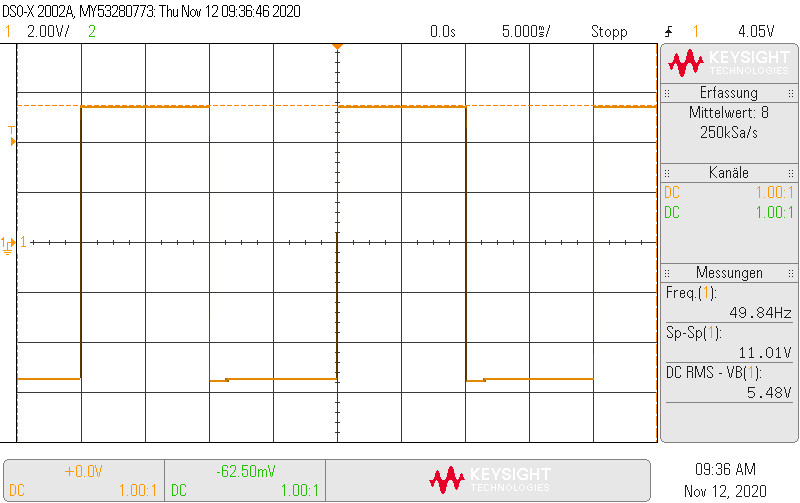 DSO-X 2002A, MY53280773: Thu Nov 12 09:36:46 2020
1 2.00V/ 2 0.0s 5.000ms/ Stopp 1 4.05V
KEYSIGHT
TECHNOLOGIES
Erfassung
Mittelwert: 8
250kSa/s
Kanäle
DC 1.00:1
DC 1.00:1
Messungen
Freq.(1):
49.84Hz
Sp-Sp(1):
11.01V
DC RMS - VB(1):
5.48V
T
1 1
+0.0V
DC 1.00:1
-62.50mV
DC 1.00:1
KEYSIGHT
TECHNOLOGIES
09:36 AM
Nov 12, 2020